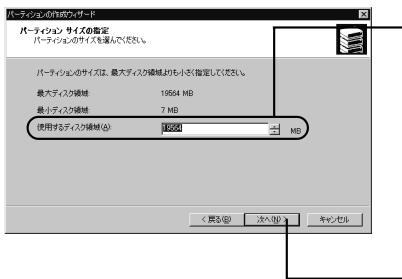 パーティションの作成ウィザード
パーティション サイズの指定
パーティションのサイズを選んでください。
パーティションのサイズは、最大ディスク領域よりも小さく指定してください。
最大ディスク領域: 19564 MB
最小ディスク領域: 7 MB
使用するディスク領域(A): 19564 MB
< 戻る(B) 次へ(N) > キャンセル